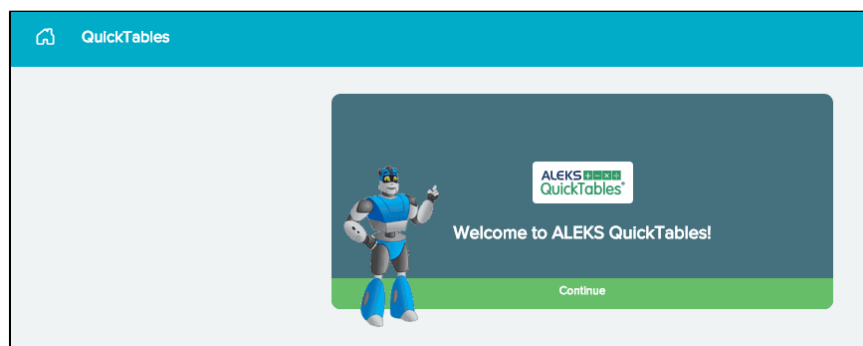 QuickTables
ALEKS
QuickTables®
Welcome to ALEKS QuickTables!
Continue